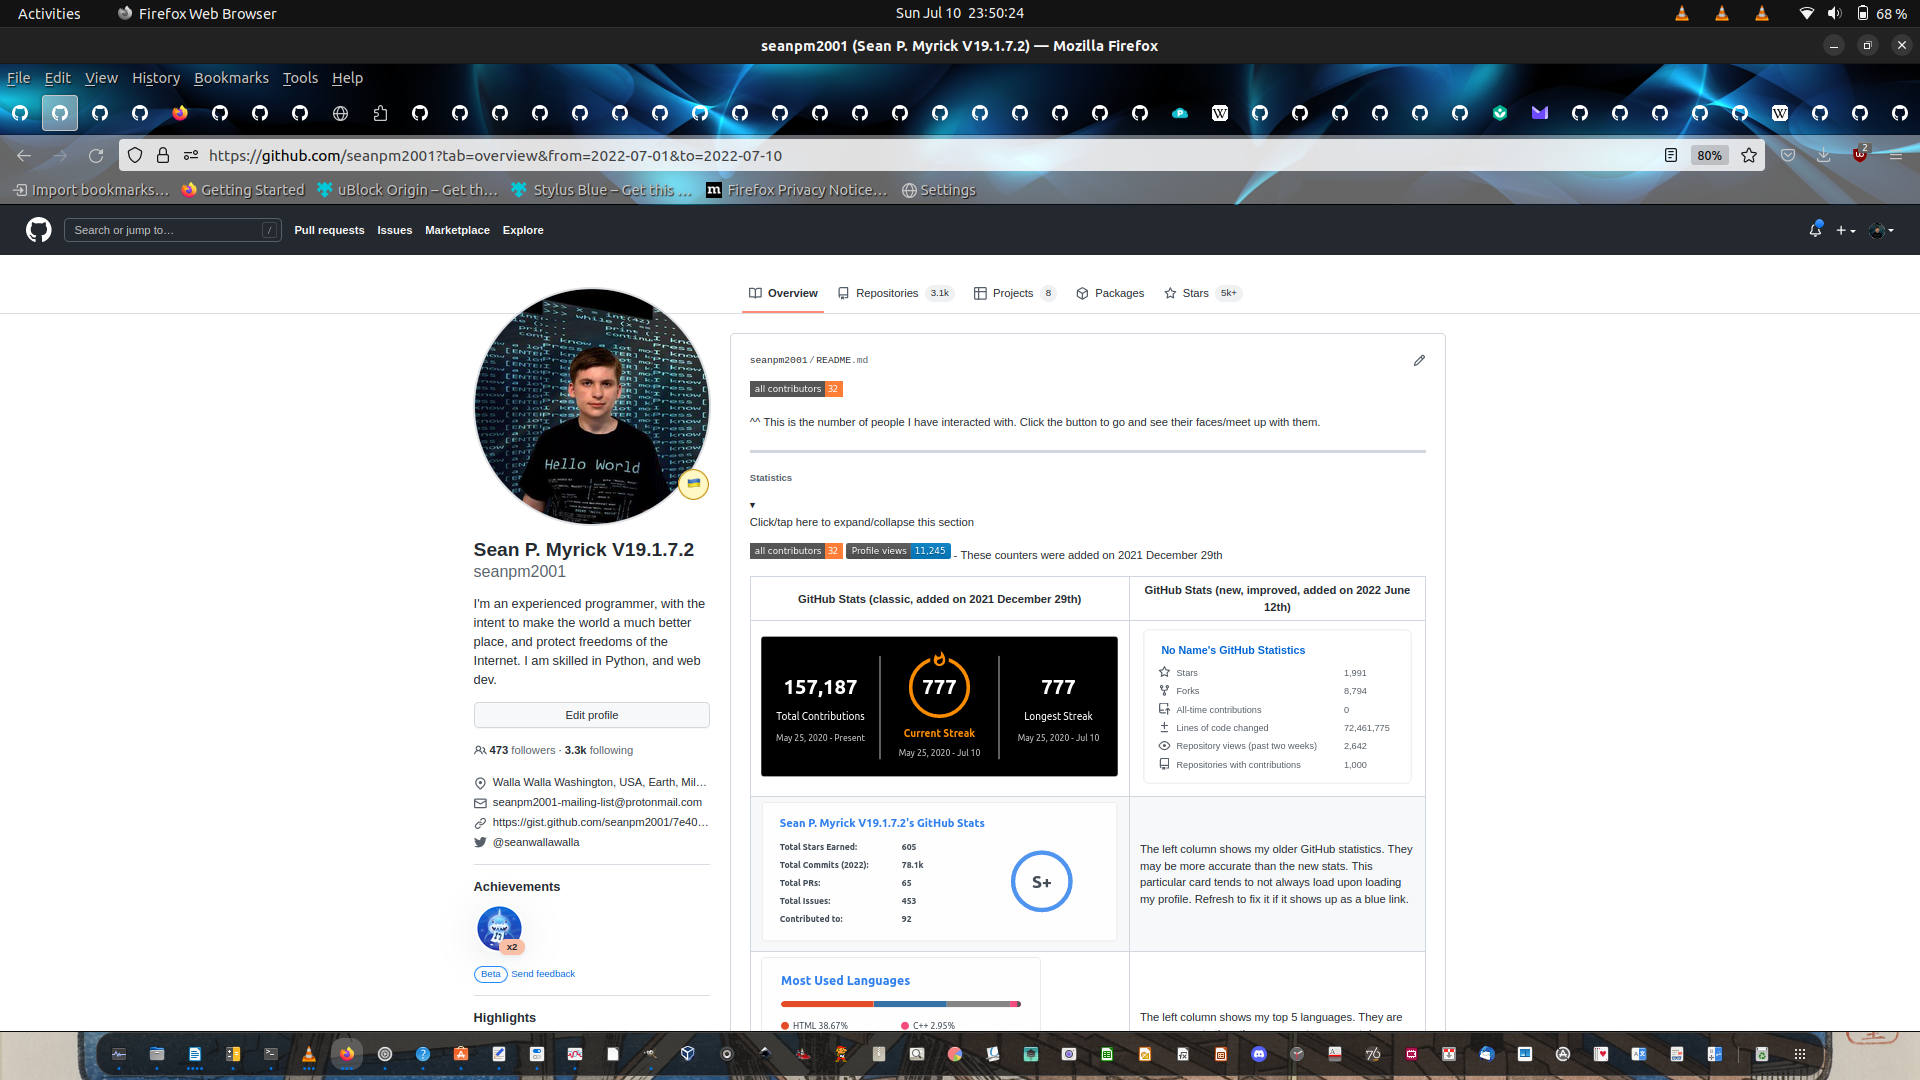 Activities
Firefox Web Browser
Sun Jul 10 23:50:24
68 %
seanpm2001 (Sean P. Myrick V19.1.7.2) — Mozilla Firefox
File Edit View History Bookmarks Tools Help
https://github.com/seanpm2001?tab=overview&from=2022-07-01&to=2022-07-10
80%
2
Import bookmarks…
Getting Started
uBlock Origin – Get th…
Stylus Blue – Get this …
Firefox Privacy Notice…
Settings
Search or jump to…
/
Pull requests
Issues
Marketplace
Explore
Overview
Repositories 3.1k
Projects 8
Packages
Stars 5k+
Hello World
Sean P. Myrick V19.1.7.2
seanpm2001
I'm an experienced programmer, with the
intent to make the world a much better
place, and protect freedoms of the
Internet. I am skilled in Python, and web
dev.
Edit profile
473 followers · 3.3k following
Walla Walla Washington, USA, Earth, Mil…
seanpm2001-mailing-list@protonmail.com
https://gist.github.com/seanpm2001/7e40…
@seanwallawalla
Achievements
x2
Beta Send feedback
Highlights
seanpm2001/README.md
all contributors 32
^^ This is the number of people I have interacted with. Click the button to go and see their faces/meet up with them.
Statistics
▾
Click/tap here to expand/collapse this section
all contributors 32 Profile views 11,245 - These counters were added on 2021 December 29th
GitHub Stats (classic, added on 2021 December 29th)
GitHub Stats (new, improved, added on 2022 June
12th)
157,187
Total Contributions
May 25, 2020 - Present
777
Current Streak
May 25, 2020 - Jul 10
777
Longest Streak
May 25, 2020 - Jul 10
No Name's GitHub Statistics
Stars 1,991
Forks 8,794
All-time contributions 0
Lines of code changed 72,461,775
Repository views (past two weeks) 2,642
Repositories with contributions 1,000
Sean P. Myrick V19.1.7.2's GitHub Stats
Total Stars Earned: 605
Total Commits (2022): 78.1k
Total PRs: 65
Total Issues: 453
Contributed to: 92
S+
The left column shows my older GitHub statistics. They
may be more accurate than the new stats. This
particular card tends to not always load upon loading
my profile. Refresh to fix it if it shows up as a blue link.
Most Used Languages
HTML 38.67%
C++ 2.95%
The left column shows my top 5 languages. They are